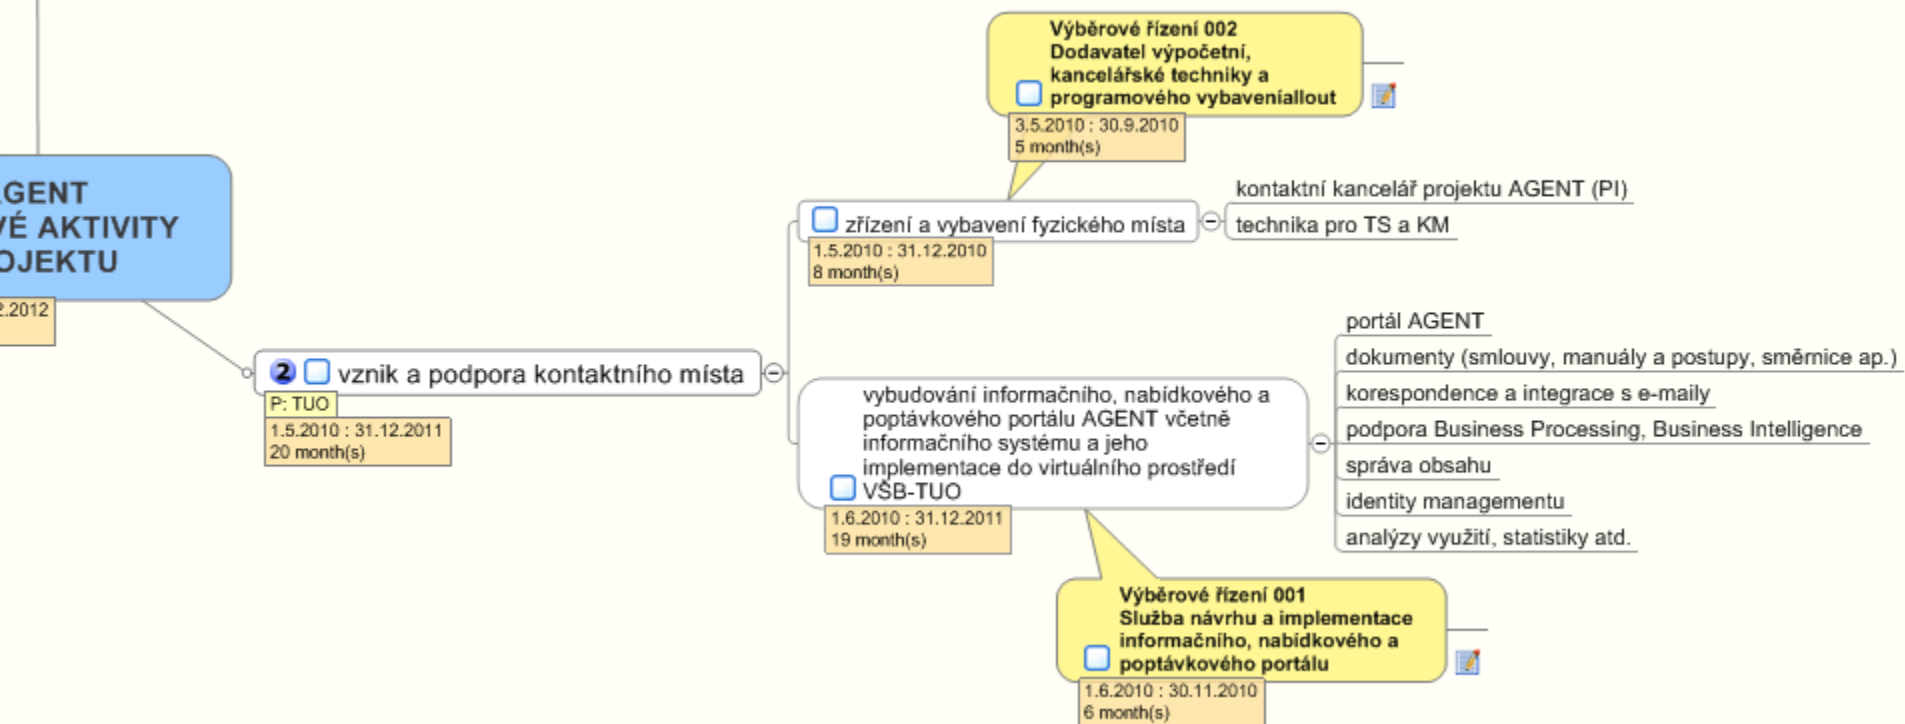 Výběrové řízení 002
Dodavatel výpočetní,
kancelářské techniky a
programového vybaveníallout
3.5.2010 : 30.9.2010
5 month(s)
GENT
VÉ AKTIVITY
OJEKTU
2.2012
zřízení a vybavení fyzického místa
1.5.2010 : 31.12.2010
8 month(s)
kontaktní kancelář projektu AGENT (PI)
technika pro TS a KM
2 vznik a podpora kontaktního místa
P: TUO
1.5.2010 : 31.12.2011
20 month(s)
vybudování informačního, nabídkového a
poptávkového portálu AGENT včetně
informačního systému a jeho
implementace do virtuálního prostředí
VŠB-TUO
1.6.2010 : 31.12.2011
19 month(s)
portál AGENT
dokumenty (smlouvy, manuály a postupy, směrnice ap.)
korespondence a integrace s e-maily
podpora Business Processing, Business Intelligence
správa obsahu
identity managementu
analýzy využití, statistiky atd.
Výběrové řízení 001
Služba návrhu a implementace
informačního, nabídkového a
poptávkového portálu
1.6.2010 : 30.11.2010
6 month(s)